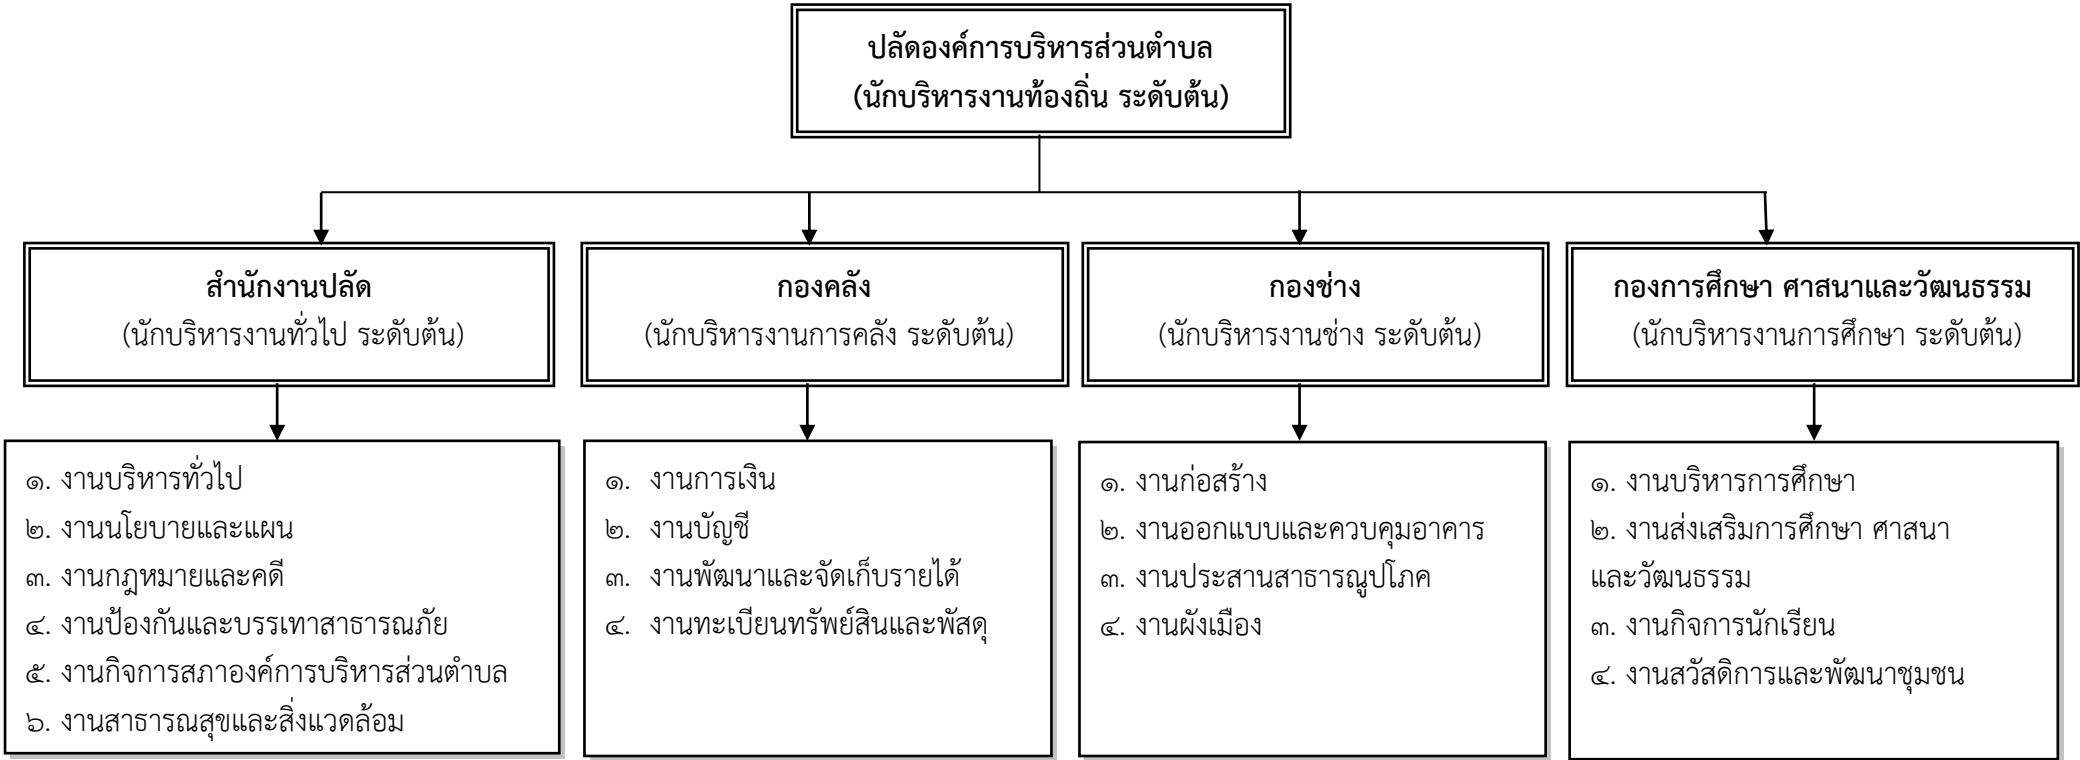 ปลัดองค์การบริหารส่วนตำบล
(นักบริหารงานท้องถิ่น ระดับต้น)
สำนักงานปลัด
(นักบริหารงานทั่วไป ระดับต้น)
กองคลัง
(นักบริหารงานการคลัง ระดับต้น)
กองช่าง
(นักบริหารงานช่าง ระดับต้น)
กองการศึกษา ศาสนาและวัฒนธรรม
(นักบริหารงานการศึกษา ระดับต้น)
๑. งานบริหารทั่วไป
๒. งานนโยบายและแผน
๓. งานกฎหมายและคดี
๔. งานป้องกันและบรรเทาสาธารณภัย
๕. งานกิจการสภาองค์การบริหารส่วนตำบล
๖. งานสาธารณสุขและสิ่งแวดล้อม
๑. งานการเงิน
๒. งานบัญชี
๓. งานพัฒนาและจัดเก็บรายได้
๔. งานทะเบียนทรัพย์สินและพัสดุ
๑. งานก่อสร้าง
๒. งานออกแบบและควบคุมอาคาร
๓. งานประสานสาธารณูปโภค
๔. งานผังเมือง
๑. งานบริหารการศึกษา
๒. งานส่งเสริมการศึกษา ศาสนา
และวัฒนธรรม
๓. งานกิจการนักเรียน
๔. งานสวัสดิการและพัฒนาชุมชน